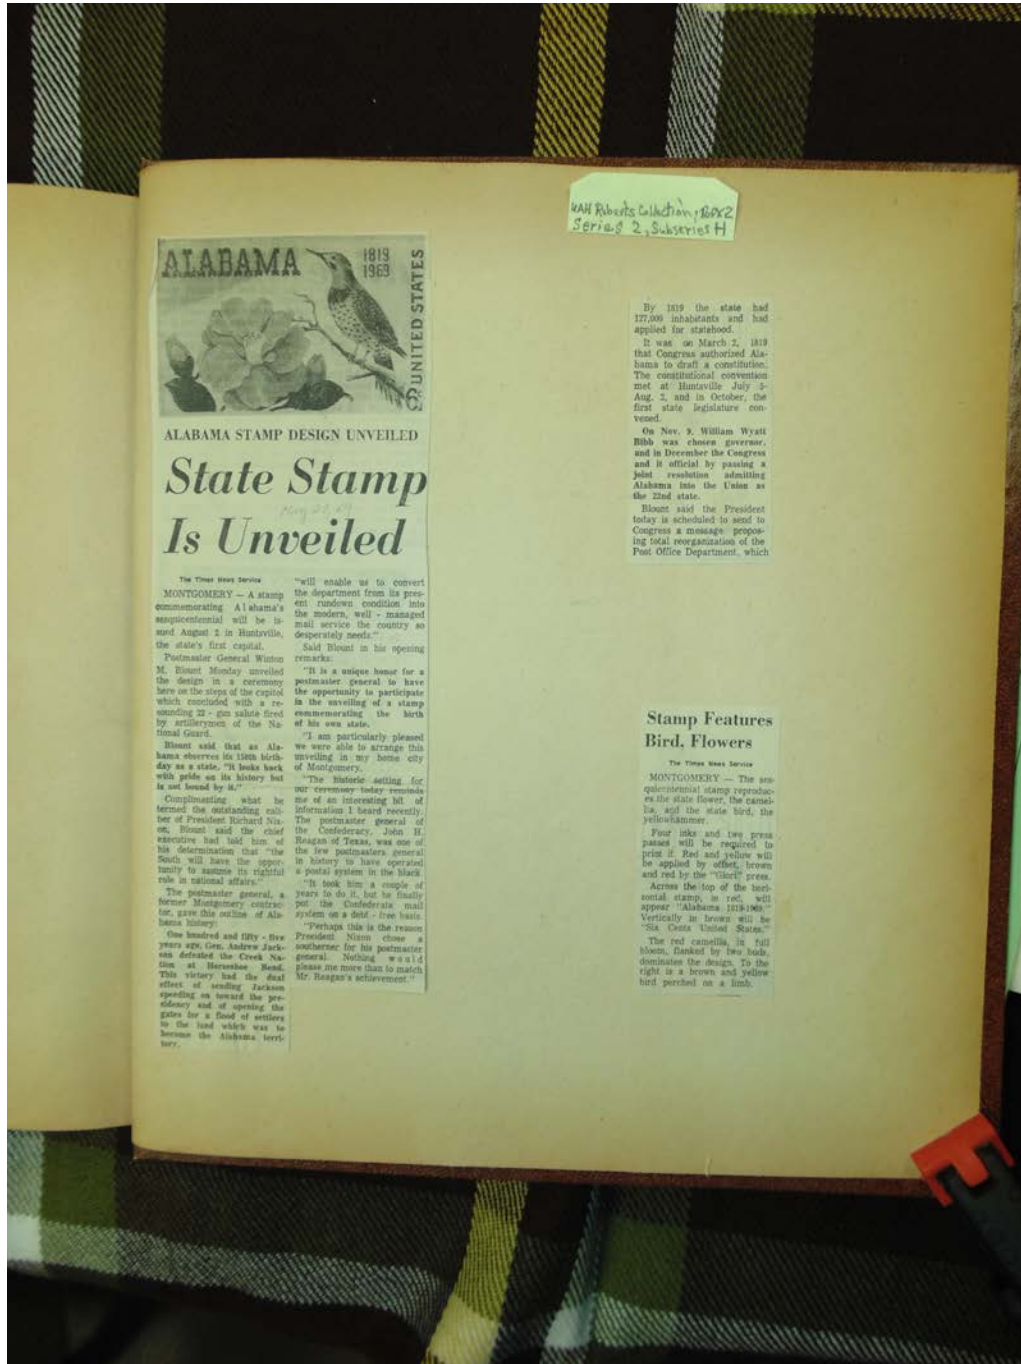 UAH Roberts Collection, Box 2
Series 2, Subseries H
ALABAMA
1819
1969
UNITED STATES
6c
ALABAMA STAMP DESIGN UNVEILED
State Stamp
Is Unveiled
The Times News Service
MONTGOMERY — A stamp
commemorating Alabama's
sesquicentennial will be is-
sued August 2 in Huntsville,
the state's first capital.
Postmaster General Winton
M. Blount Monday unveiled
the design in a ceremony
here on the steps of the capitol
which concluded with a re-
sounding 22 - gun salute fired
by artillerymen of the Na-
tional Guard.
Blount said that as Ala-
bama observes its 150th birth-
day as a state, "it looks back
with pride on its history but
is not bound by it."
Complimenting what he
termed the outstanding cali-
ber of President Richard Nix-
on, Blount said the chief
executive had told him of
his determination that "the
South will have the oppor-
tunity to assume its rightful
role in national affairs."
The postmaster general, a
former Montgomery contrac-
tor, gave this outline of Ala-
bama history:
One hundred and fifty - five
years ago, Gen. Andrew Jack-
son defeated the Creek Na-
tion at Horseshoe Bend.
This victory had the dual
effect of sending Jackson
speeding on toward the pre-
sidency and of opening the
gates for a flood of settlers
to the land which was to
become the Alabama terri-
tory.
"will enable us to convert
the department from its pres-
ent rundown condition into
the modern, well - managed
mail service the country so
desperately needs."
Said Blount in his opening
remarks:
"It is a unique honor for a
postmaster general to have
the opportunity to participate
in the unveiling of a stamp
commemorating the birth
of his own state.
"I am particularly pleased
we were able to arrange this
unveiling in my home city
of Montgomery.
"The historic setting for
our ceremony today reminds
me of an interesting bit of
information I heard recently.
The postmaster general of
the Confederacy, John H.
Reagan of Texas, was one of
the few postmasters general
in history to have operated
a postal system in the black.
"It took him a couple of
years to do it, but he finally
put the Confederate mail
system on a debt - free basis.
"Perhaps this is the reason
President Nixon chose a
southerner for his postmaster
general. Nothing would
please me more than to match
Mr. Reagan's achievement."
By 1819 the state had
127,000 inhabitants and had
applied for statehood.
It was on March 2, 1819
that Congress authorized Ala-
bama to draft a constitution.
The constitutional convention
met at Huntsville July 5-
Aug. 2, and in October, the
first state legislature con-
vened.
On Nov. 9, William Wyatt
Bibb was chosen governor,
and in December the Congress
and it official by passing a
joint resolution admitting
Alabama into the Union as
the 22nd state.
Blount said the President
today is scheduled to send to
Congress a message propos-
ing total reorganization of the
Post Office Department, which
Stamp Features
Bird, Flowers
The Times News Service
MONTGOMERY — The ses-
quicentennial stamp reproduc-
es the state flower, the camel-
lia, and the state bird, the
yellowhammer.
Four inks and two press
passes will be required to
print it. Red and yellow will
be applied by offset, brown
and red by the "Giori" press.
Across the top of the hori-
zontal stamp, in red, will
appear "Alabama 1819-1969."
Vertically in brown will be
"Six Cents United States."
The red camellia, in full
bloom, flanked by two buds,
dominates the design. To the
right is a brown and yellow
bird perched on a limb.